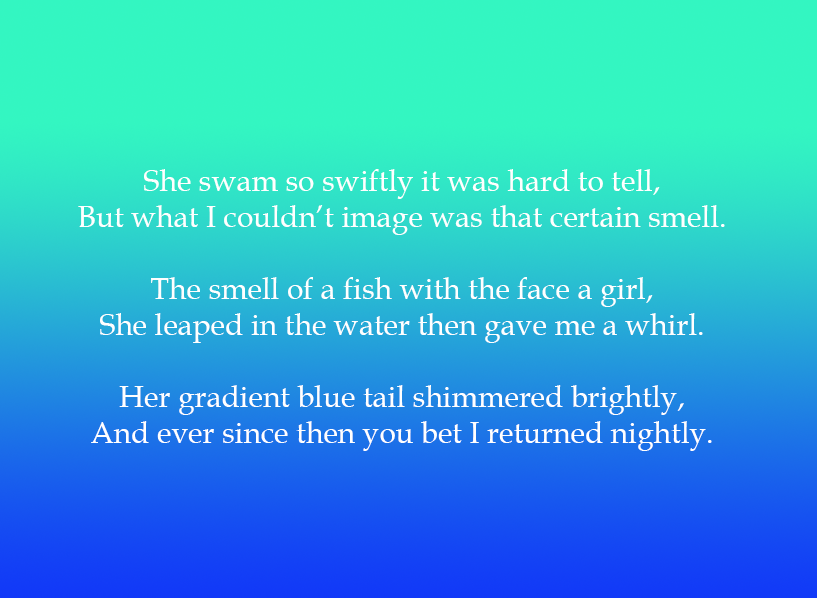 She swam so swiftly it was hard to tell,
But what I couldn’t image was that certain smell.
The smell of a fish with the face a girl,
She leaped in the water then gave me a whirl.
Her gradient blue tail shimmered brightly,
And ever since then you bet I returned nightly.